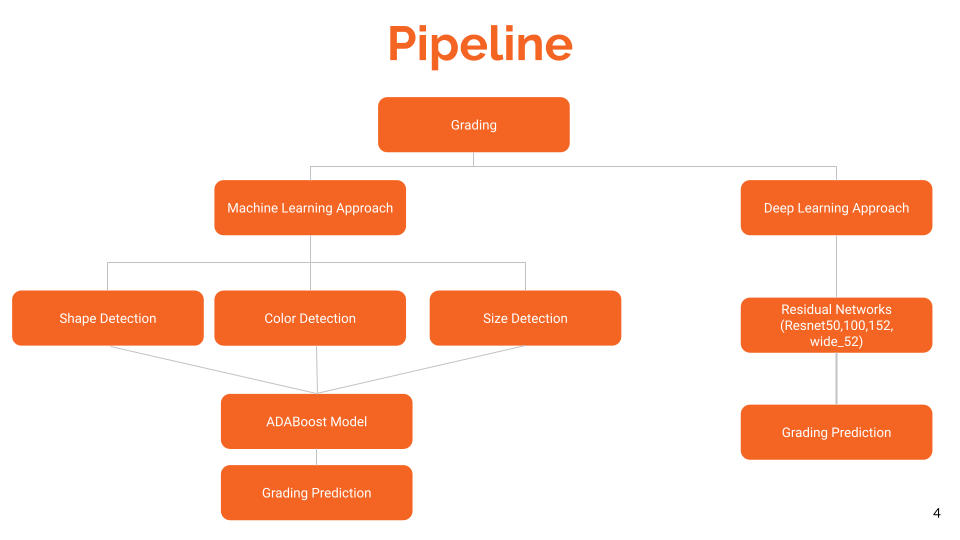 Pipeline
Grading
Machine Learning Approach
Deep Learning Approach
Shape Detection
Color Detection
Size Detection
Residual Networks
(Resnet50,100,152,
wide_52)
ADABoost Model
Grading Prediction
Grading Prediction
4